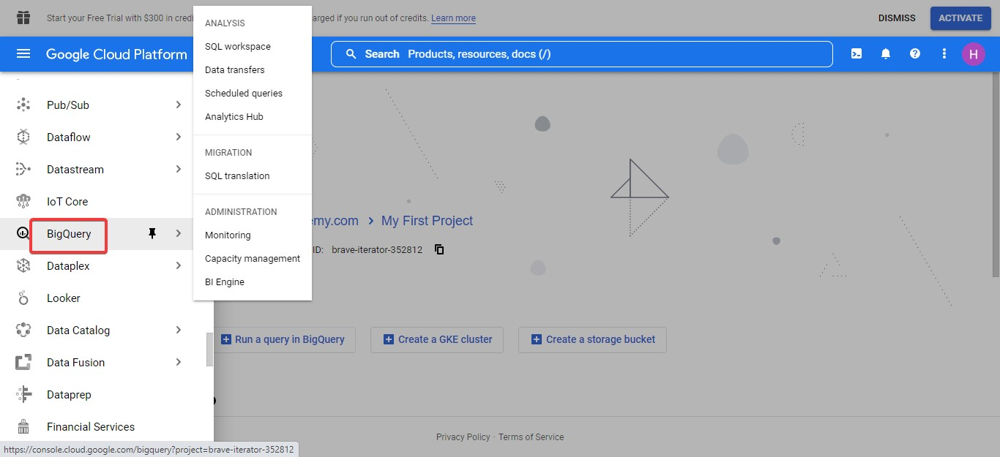 Start your Free Trial with $300 in credi
arged if you run out of credits. Learn more
DISMISS
ACTIVATE
Google Cloud Platform
Search Products, resources, docs (/)
H
Pub/Sub
Dataflow
Datastream
IoT Core
BigQuery
Dataplex
Looker
Data Catalog
Data Fusion
Dataprep
Financial Services
ANALYSIS
SQL workspace
Data transfers
Scheduled queries
Analytics Hub
MIGRATION
SQL translation
ADMINISTRATION
Monitoring
Capacity management
BI Engine
emy.com > My First Project
ID: brave-iterator-352812
Run a query in BigQuery
Create a GKE cluster
Create a storage bucket
Privacy Policy · Terms of Service
https://console.cloud.google.com/bigquery?project=brave-iterator-352812